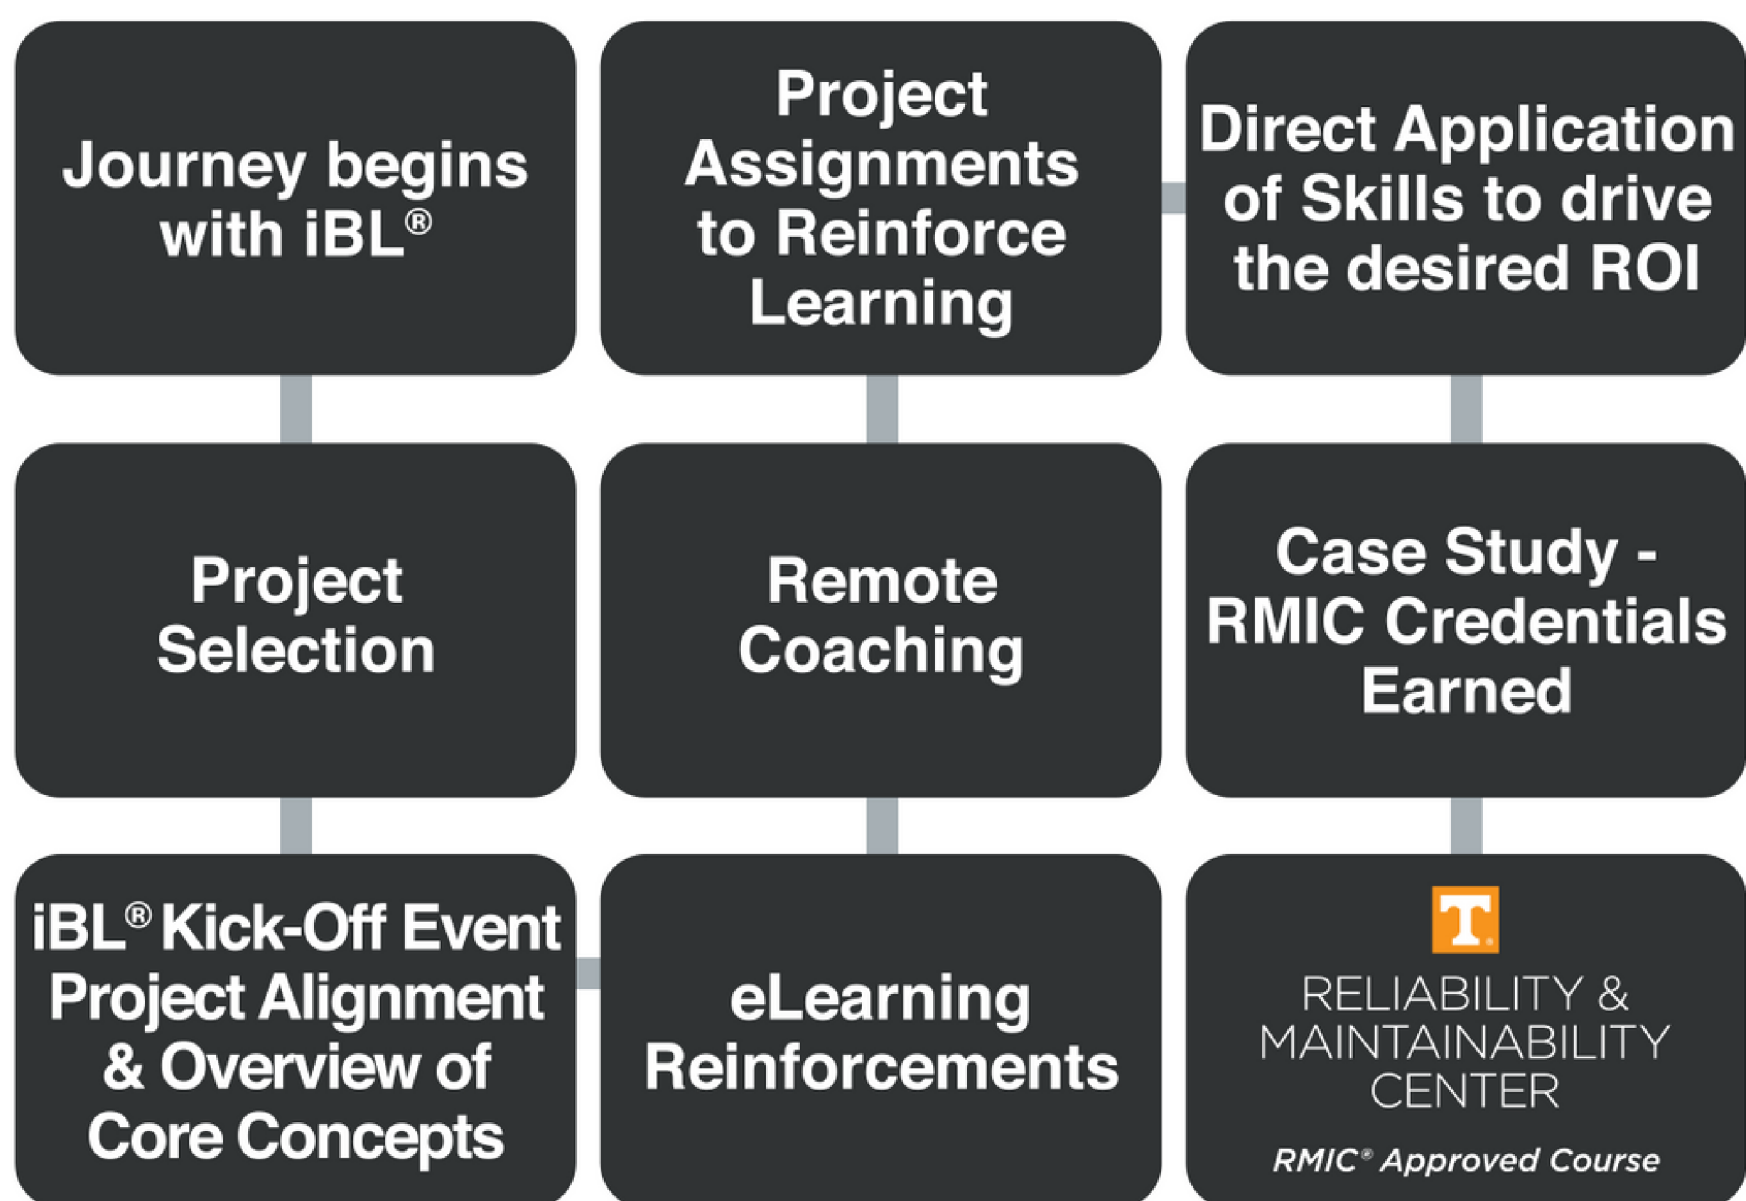 Journey begins
with iBL®
Project
Selection
iBL® Kick-Off Event
Project Alignment
& Overview of
Core Concepts
eLearning
Reinforcements
Remote
Coaching
Project
Assignments
to Reinforce
Learning
Direct Application
of Skills to drive
the desired ROI
Case Study -
RMIC Credentials
Earned
T®
RELIABILITY &
MAINTAINABILITY
CENTER
RMIC® Approved Course